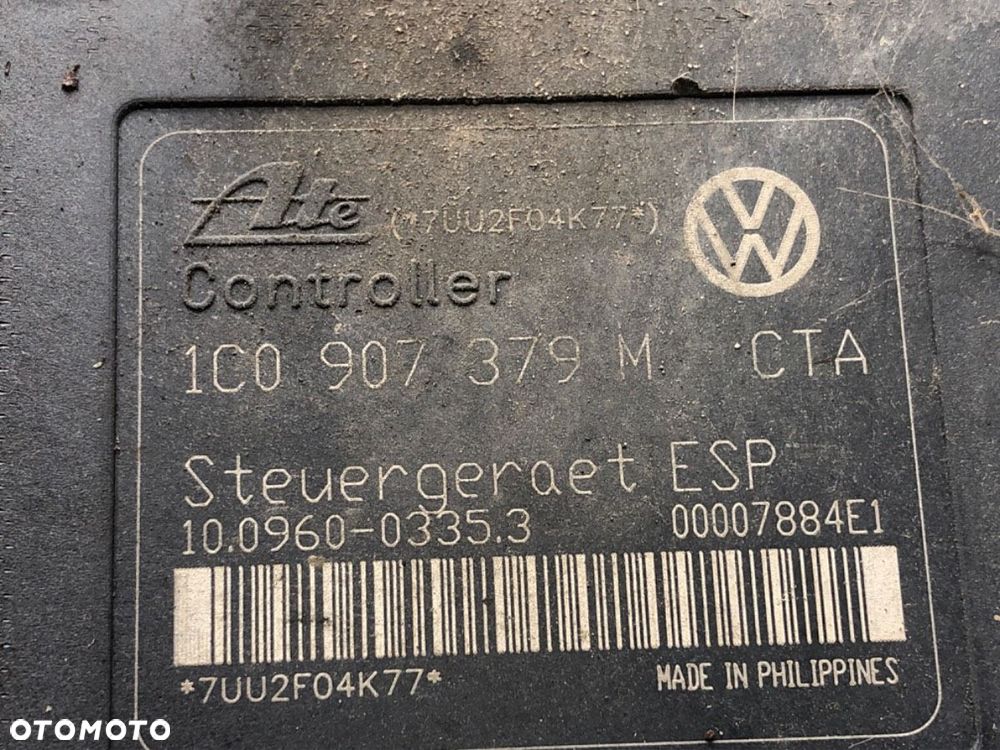 Ate (*7UU2F04K77*)
Controller
1C0 907 379 M CTA
Steuergeraet ESP
10.0960-0335.3 00007884E1
*7UU2F04K77* MADE IN PHILIPPINES
OTOMOTO